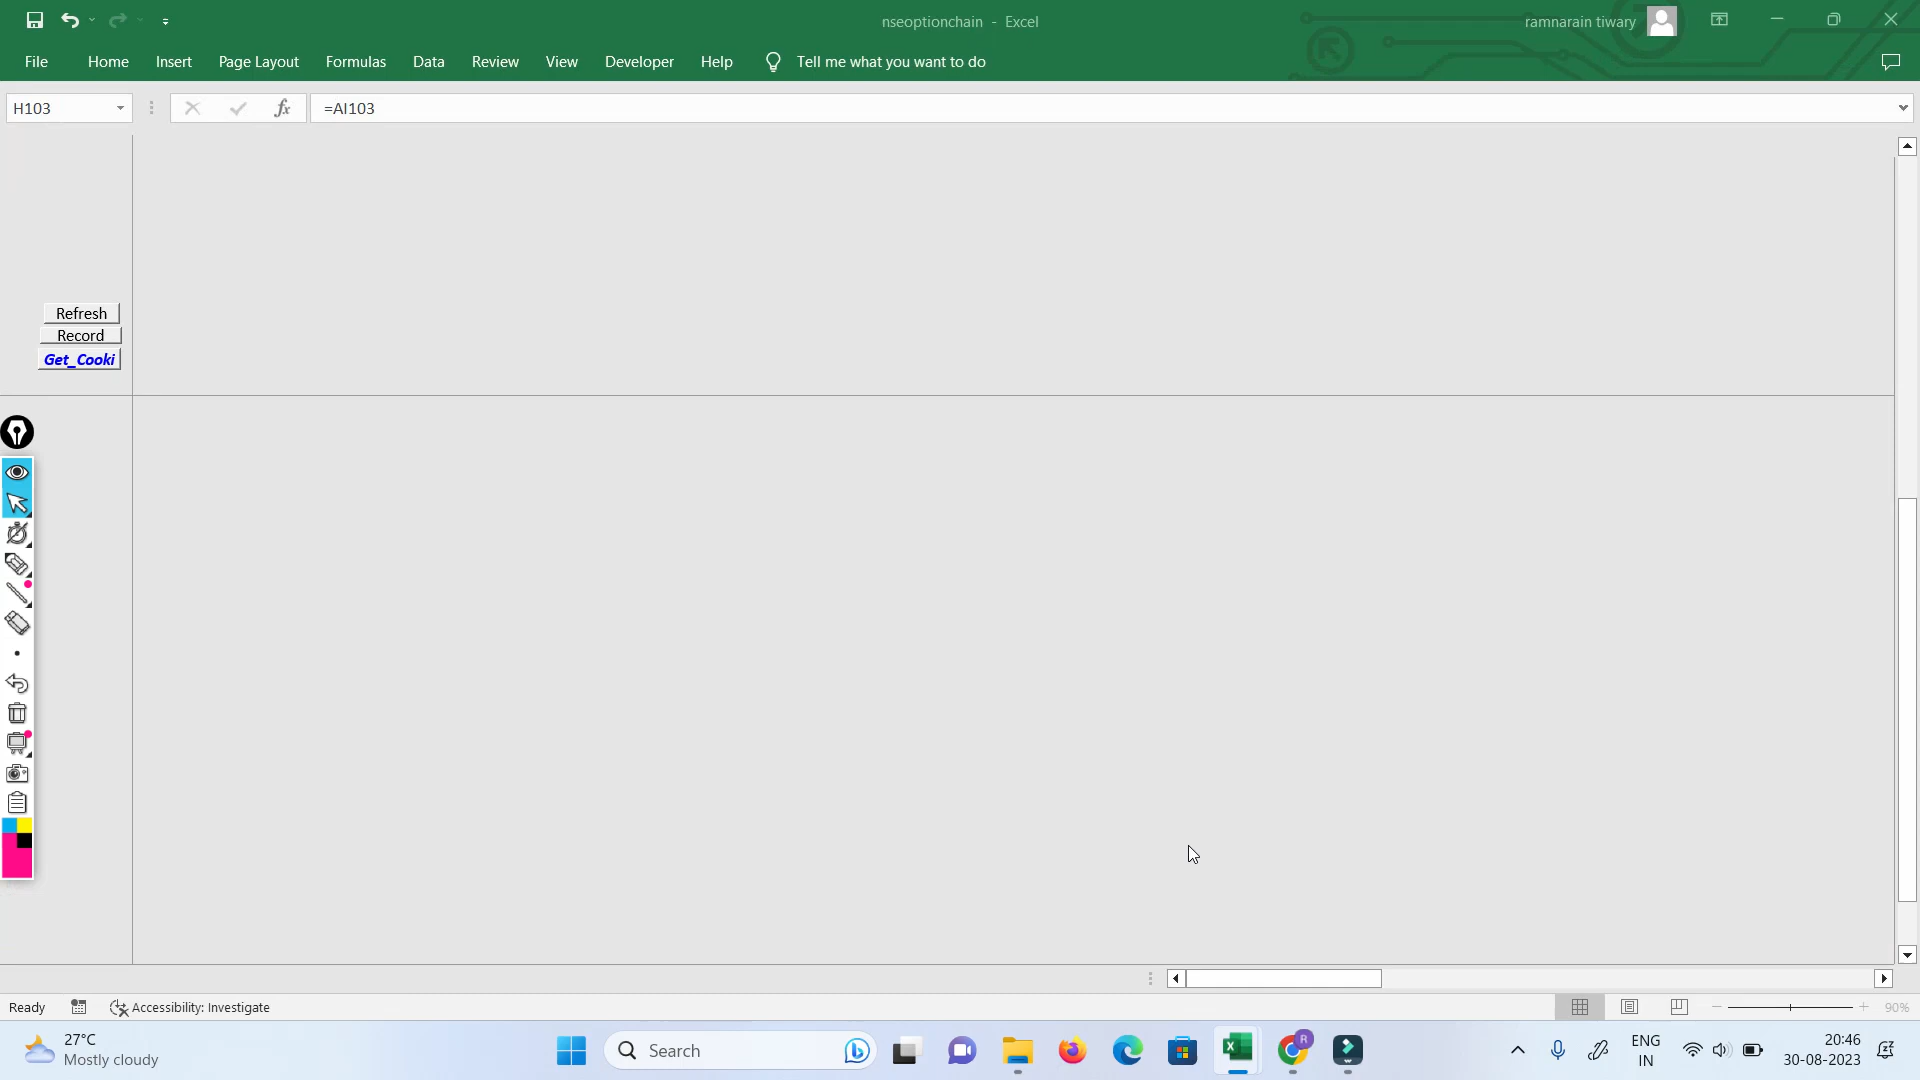 nseoptionchain - Excel
ramnarain tiwary
File Home Insert Page Layout Formulas Data Review View Developer Help Tell me what you want to do
H103
fx
=AI103
Refresh
Record
Get_Cooki
Ready
Accessibility: Investigate
90%
27°C
Mostly cloudy
Search
R
ENG
IN
20:46
30-08-2023